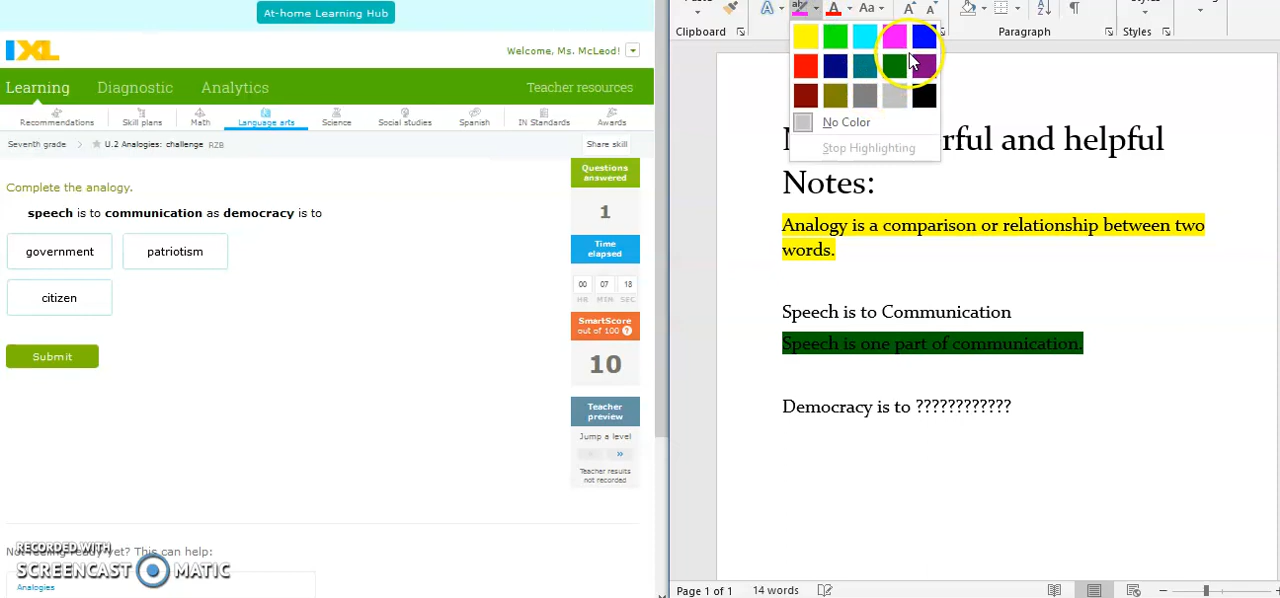 At-home Learning Hub
IXL
Welcome, Ms. McLeod!
Learning
Diagnostic
Analytics
Teacher resources
Recommendations
Skill plans
Math
Language arts
Science
Social studies
Spanish
IN Standards
Awards
Seventh grade
U.2 Analogies: challenge R2B
Share skill
Complete the analogy.
speech is to communication as democracy is to
government
patriotism
citizen
Submit
Questions answered
1
Time elapsed
00 07 18
HR MIN SEC
SmartScore
out of 100 ?
10
Teacher preview
Jump a level
Teacher results not recorded
This can help:
Analogies
RECORDED WITH
SCREENCAST MATIC
Aa
A
Clipboard
Paragraph
Styles
No Color
Stop Highlighting
and helpful
Notes:
Analogy is a comparison or relationship between two
words.
Speech is to Communication
Speech is one part of communication.
Democracy is to ????????????
Page 1 of 1
14 words